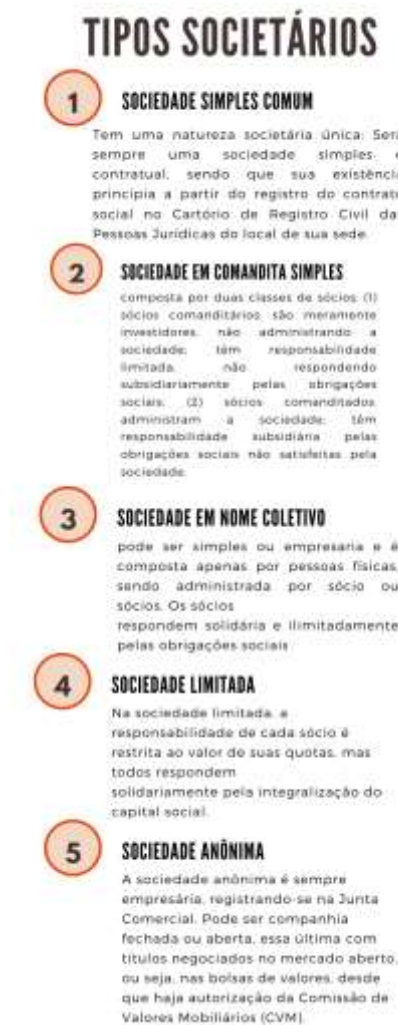 TIPOS SOCIETÁRIOS
1
SOCIEDADE SIMPLES COMUM
Tem uma natureza societária única: Será
sempre uma sociedade simples e
contratual, sendo que sua existência
principia a partir do registro do contrato
social no Cartório de Registro Civil das
Pessoas Jurídicas do local de sua sede.
2
SOCIEDADE EM COMANDITA SIMPLES
composta por duas classes de sócios: (1)
sócios comanditários: são meramente
investidores, não administrando a
sociedade; têm responsabilidade
limitada, não respondendo
subsidiariamente pelas obrigações
sociais. (2) sócios comanditados:
administram a sociedade; têm
responsabilidade subsidiária pelas
obrigações sociais não satisfeitas pela
sociedade.
3
SOCIEDADE EM NOME COLETIVO
pode ser simples ou empresaria e é
composta apenas por pessoas físicas,
sendo administrada por sócio ou
sócios. Os sócios
respondem solidária e ilimitadamente
pelas obrigações sociais
4
SOCIEDADE LIMITADA
Na sociedade limitada, a
responsabilidade de cada sócio é
restrita ao valor de suas quotas, mas
todos respondem
solidariamente pela integralização do
capital social.
5
SOCIEDADE ANÔNIMA
A sociedade anônima é sempre
empresária, registrando-se na Junta
Comercial. Pode ser companhia
fechada ou aberta, essa última com
títulos negociados no mercado aberto,
ou seja, nas bolsas de valores, desde
que haja autorização da Comissão de
Valores Mobiliários (CVM).